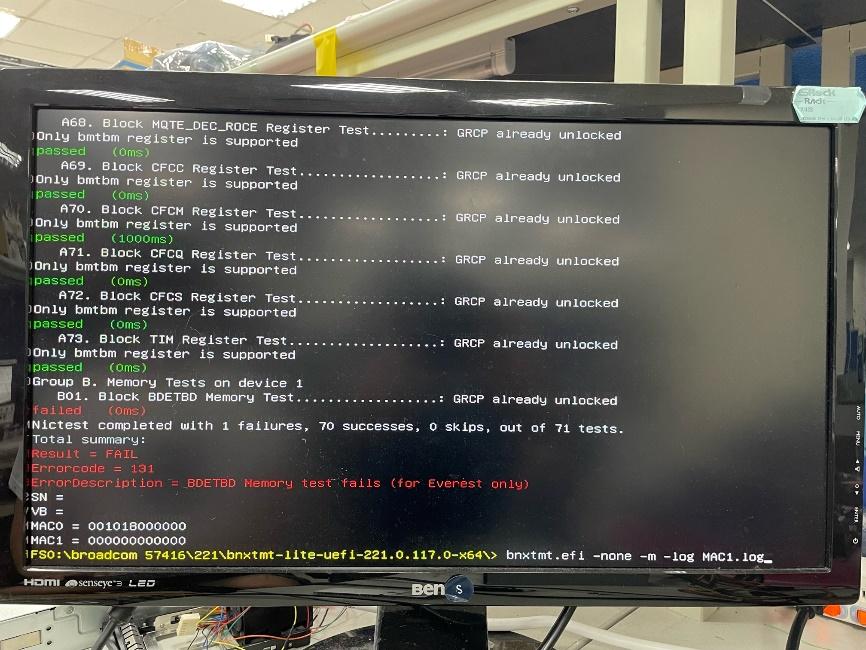 A68. Block MQTE_DEC_ROCE Register Test.........: GRCP already unlocked
Only bmtbm register is supported
passed (0ms)
A69. Block CFCC Register Test..................: GRCP already unlocked
Only bmtbm register is supported
passed (0ms)
A70. Block CFCM Register Test..................: GRCP already unlocked
Only bmtbm register is supported
passed (1000ms)
A71. Block CFCQ Register Test..................: GRCP already unlocked
Only bmtbm register is supported
passed (0ms)
A72. Block CFCS Register Test..................: GRCP already unlocked
Only bmtbm register is supported
passed (0ms)
A73. Block TIM Register Test...................: GRCP already unlocked
Only bmtbm register is supported
passed (0ms)
Group B. Memory Tests on device 1
B01. Block BDETBD Memory Test..................: GRCP already unlocked
failed (0ms)
Nictest completed with 1 failures, 70 successes, 0 skips, out of 71 tests.
Total summary:
Result = FAIL
Errorcode = 131
ErrorDescription = BDETBD Memory test fails (for Everest only)
SN =
VB =
MAC0 = 001018000000
MAC1 = 000000000000
FS0:\broadcom 57416\221\bnxtmt-lite-uefi-221.0.117.0-x64\> bnxtmt.efi -none -m -log MAC1.log_
HDMI senseye 3 LED
Ben S
AUTO
MENU
ENTER